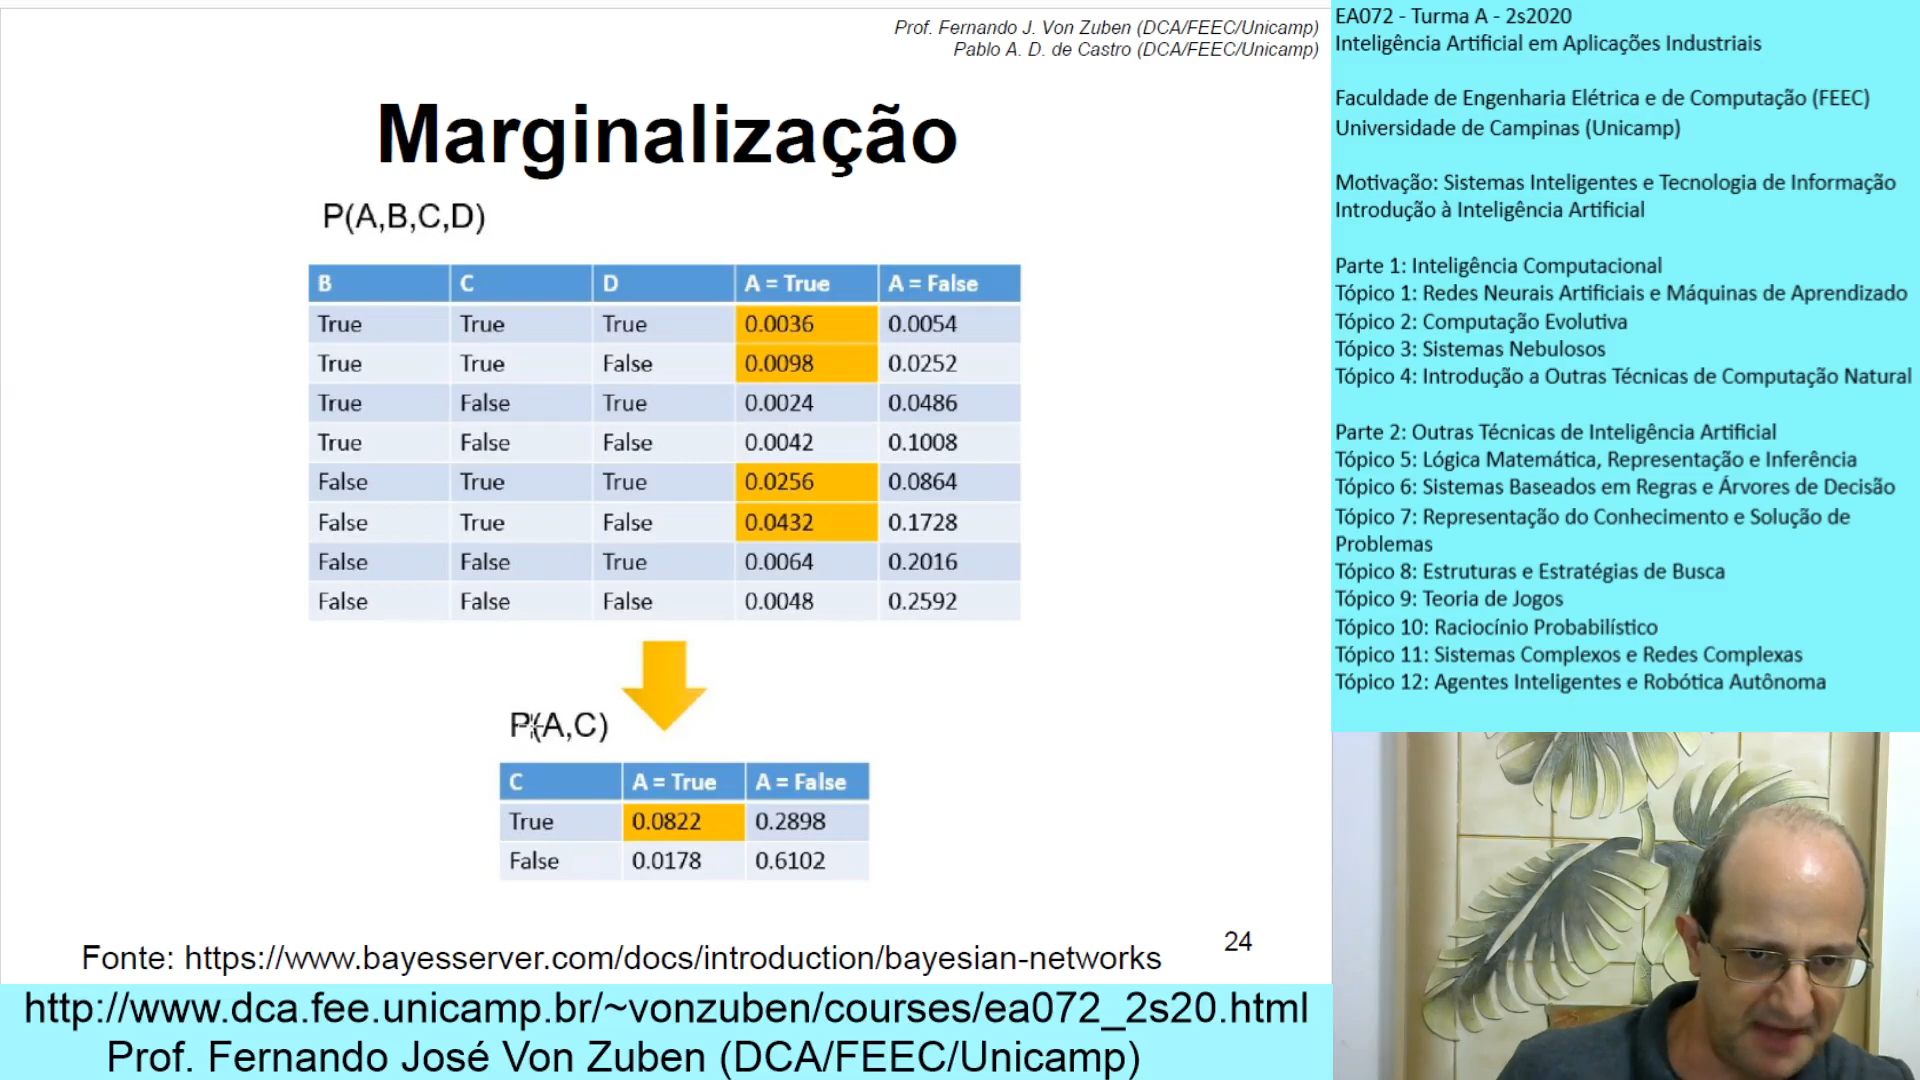 Prof. Fernando J. Von Zuben (DCA/FEEC/Unicamp)
Pablo A. D. de Castro (DCA/FEEC/Unicamp)
Marginalização
P(A,B,C,D)
B C D A = True A = False
True True True 0.0036 0.0054
True True False 0.0098 0.0252
True False True 0.0024 0.0486
True False False 0.0042 0.1008
False True True 0.0256 0.0864
False True False 0.0432 0.1728
False False True 0.0064 0.2016
False False False 0.0048 0.2592
P(A,C)
C A = True A = False
True 0.0822 0.2898
False 0.0178 0.6102
Fonte: https://www.bayesserver.com/docs/introduction/bayesian-networks
24
http://www.dca.fee.unicamp.br/~vonzuben/courses/ea072_2s20.html
Prof. Fernando José Von Zuben (DCA/FEEC/Unicamp)
EA072 - Turma A - 2s2020
Inteligência Artificial em Aplicações Industriais
Faculdade de Engenharia Elétrica e de Computação (FEEC)
Universidade de Campinas (Unicamp)
Motivação: Sistemas Inteligentes e Tecnologia de Informação
Introdução à Inteligência Artificial
Parte 1: Inteligência Computacional
Tópico 1: Redes Neurais Artificiais e Máquinas de Aprendizado
Tópico 2: Computação Evolutiva
Tópico 3: Sistemas Nebulosos
Tópico 4: Introdução a Outras Técnicas de Computação Natural
Parte 2: Outras Técnicas de Inteligência Artificial
Tópico 5: Lógica Matemática, Representação e Inferência
Tópico 6: Sistemas Baseados em Regras e Árvores de Decisão
Tópico 7: Representação do Conhecimento e Solução de
Problemas
Tópico 8: Estruturas e Estratégias de Busca
Tópico 9: Teoria de Jogos
Tópico 10: Raciocínio Probabilístico
Tópico 11: Sistemas Complexos e Redes Complexas
Tópico 12: Agentes Inteligentes e Robótica Autônoma